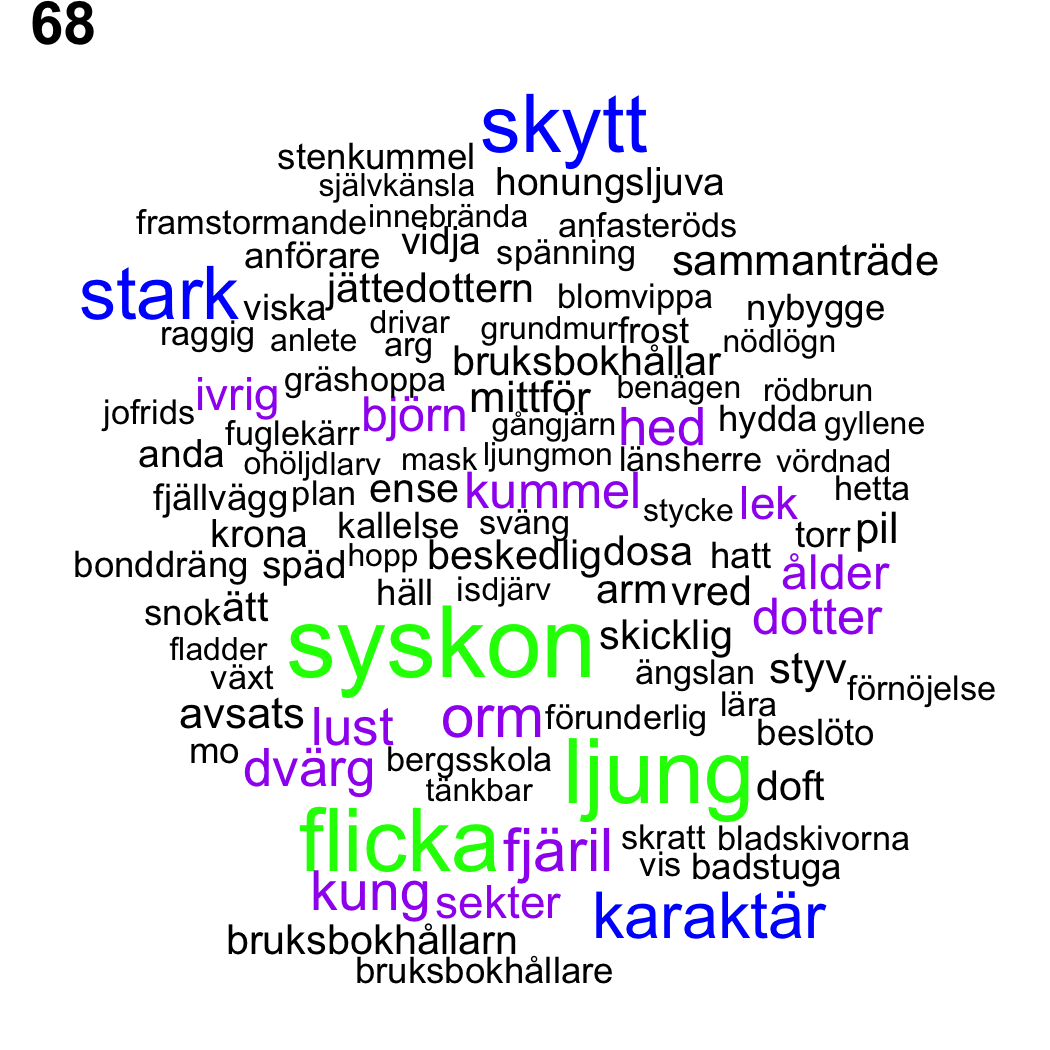 68
skytt
stenkummel
självkänsla honungsljuva
framstormande innebrända anfasteröds
anförare vidja spänning sammanträde
stark viska jättedottern blomvippa nybygge
raggig anlete drivar arg grundmur frost nödlögn
bruksbokhållar
ivrig gräshoppa mittför benägen rödbrun
jofrids björn gångjärn hed hydda gyllene
fuglekärr
anda ohöljdlarv mask ljungmon länsherre vördnad
fjällvägg plan ense kummel stycke lek hetta
krona kallelse sväng torr pil
bonddräng späd hopp beskedlig dosa hatt ålder
häll isdjärv arm vred
snok ätt dotter
fladder syskon skicklig
växt ängslan styv förnöjelse
avsats lust orm förunderlig lära
mo beslöto
dvärg bergsskola ljung doft
tänkbar
flicka fjäril skratt bladskivorna
vis badstuga
kung sekter karaktär
bruksbokhållarn
bruksbokhållare